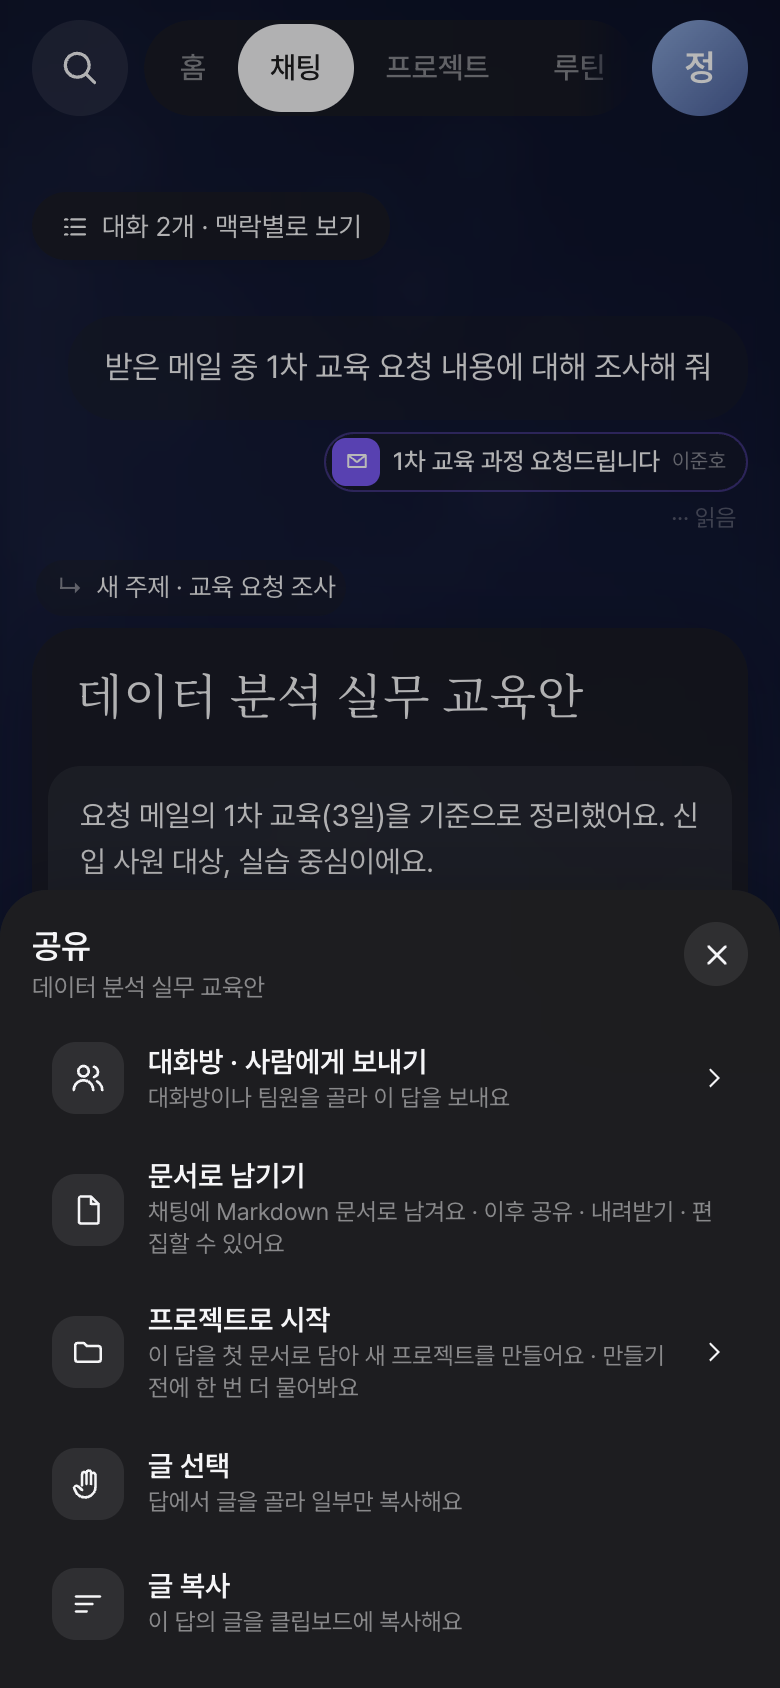 홈 채팅 프로젝트 루틴 정
대화 2개 · 맥락별로 보기
받은 메일 중 1차 교육 요청 내용에 대해 조사해 줘
1차 교육 과정 요청드립니다 이준호
··· 읽음
새 주제 · 교육 요청 조사
데이터 분석 실무 교육안
요청 메일의 1차 교육(3일)을 기준으로 정리했어요. 신
입 사원 대상, 실습 중심이에요.
공유
데이터 분석 실무 교육안
대화방 · 사람에게 보내기
대화방이나 팀원을 골라 이 답을 보내요
문서로 남기기
채팅에 Markdown 문서로 남겨요 · 이후 공유 · 내려받기 · 편
집할 수 있어요
프로젝트로 시작
이 답을 첫 문서로 담아 새 프로젝트를 만들어요 · 만들기
전에 한 번 더 물어봐요
글 선택
답에서 글을 골라 일부만 복사해요
글 복사
이 답의 글을 클립보드에 복사해요